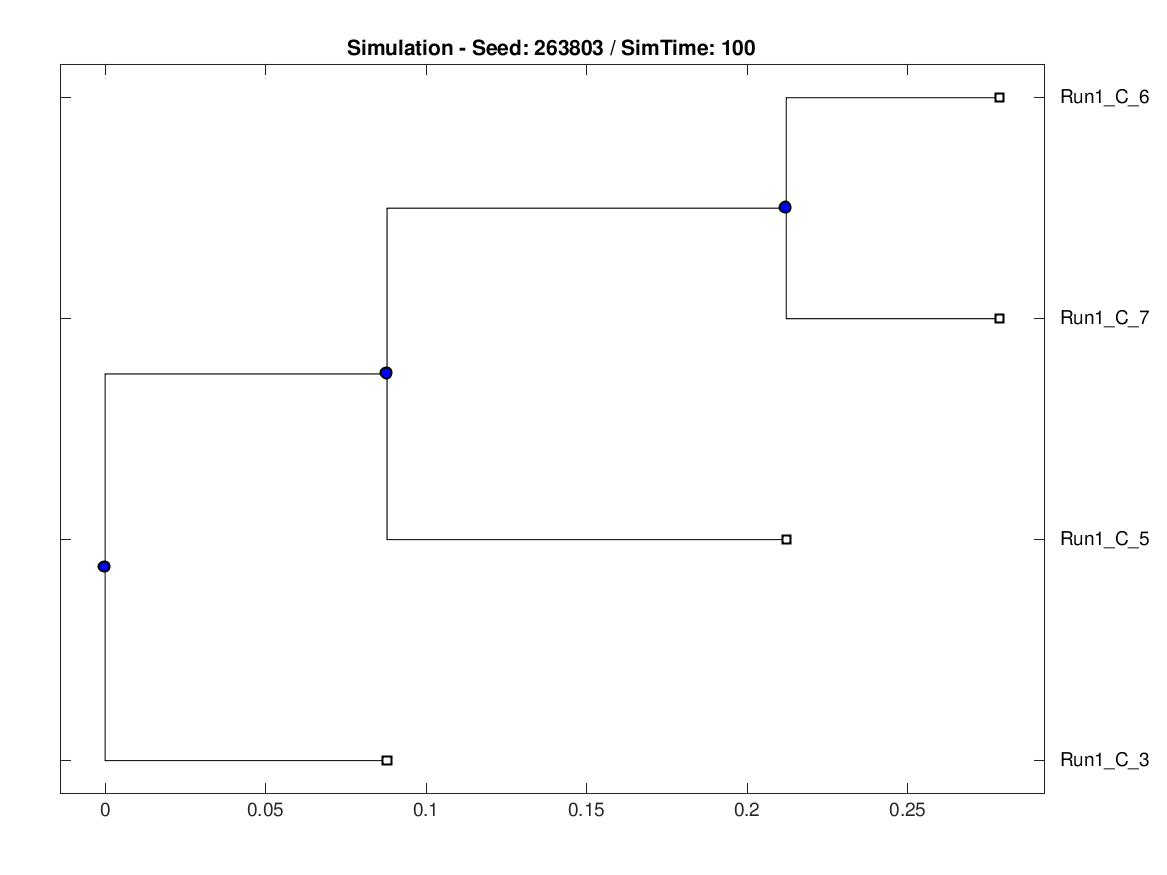 Simulation - Seed: 263803 / SimTime: 100
Run1_C_6
Run1_C_7
Run1_C_5
Run1_C_3
0 0.05 0.1 0.15 0.2 0.25